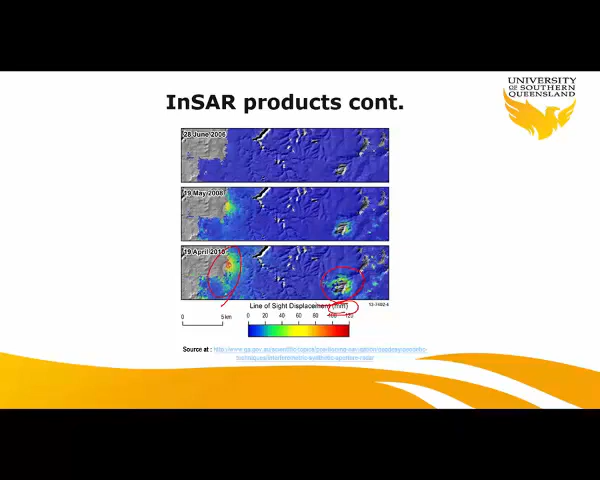 UNIVERSITY
OF SOUTHERN
QUEENSLAND
InSAR products cont.
28 June 2006
19 May 2008
19 April 2010
Line of Sight Displacement (mm)
0 5 km
0 20 40 60 80 100 120
Source at :